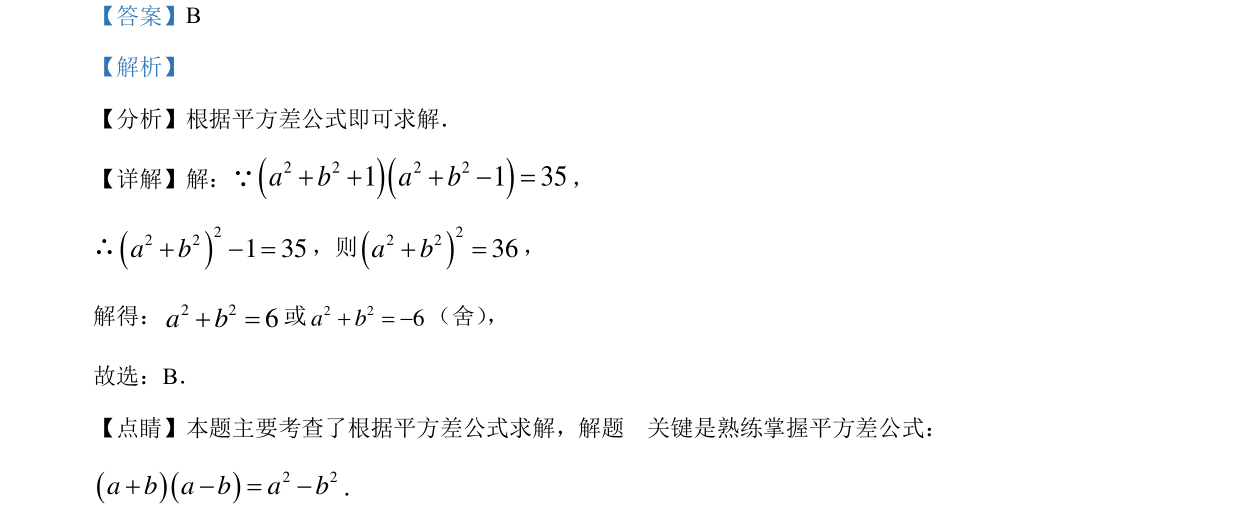 【答案】B
【解析】
【分析】根据平方差公式即可求解.
【详解】解：∵(a²+b²+1)(a²+b²−1)=35，
∴(a²+b²)²−1=35，则(a²+b²)²=36，
解得：a²+b²=6或a²+b²=−6（舍），
故选：B.
【点睛】本题主要考查了根据平方差公式求解，解题 关键是熟练掌握平方差公式：
(a+b)(a−b)=a²−b².